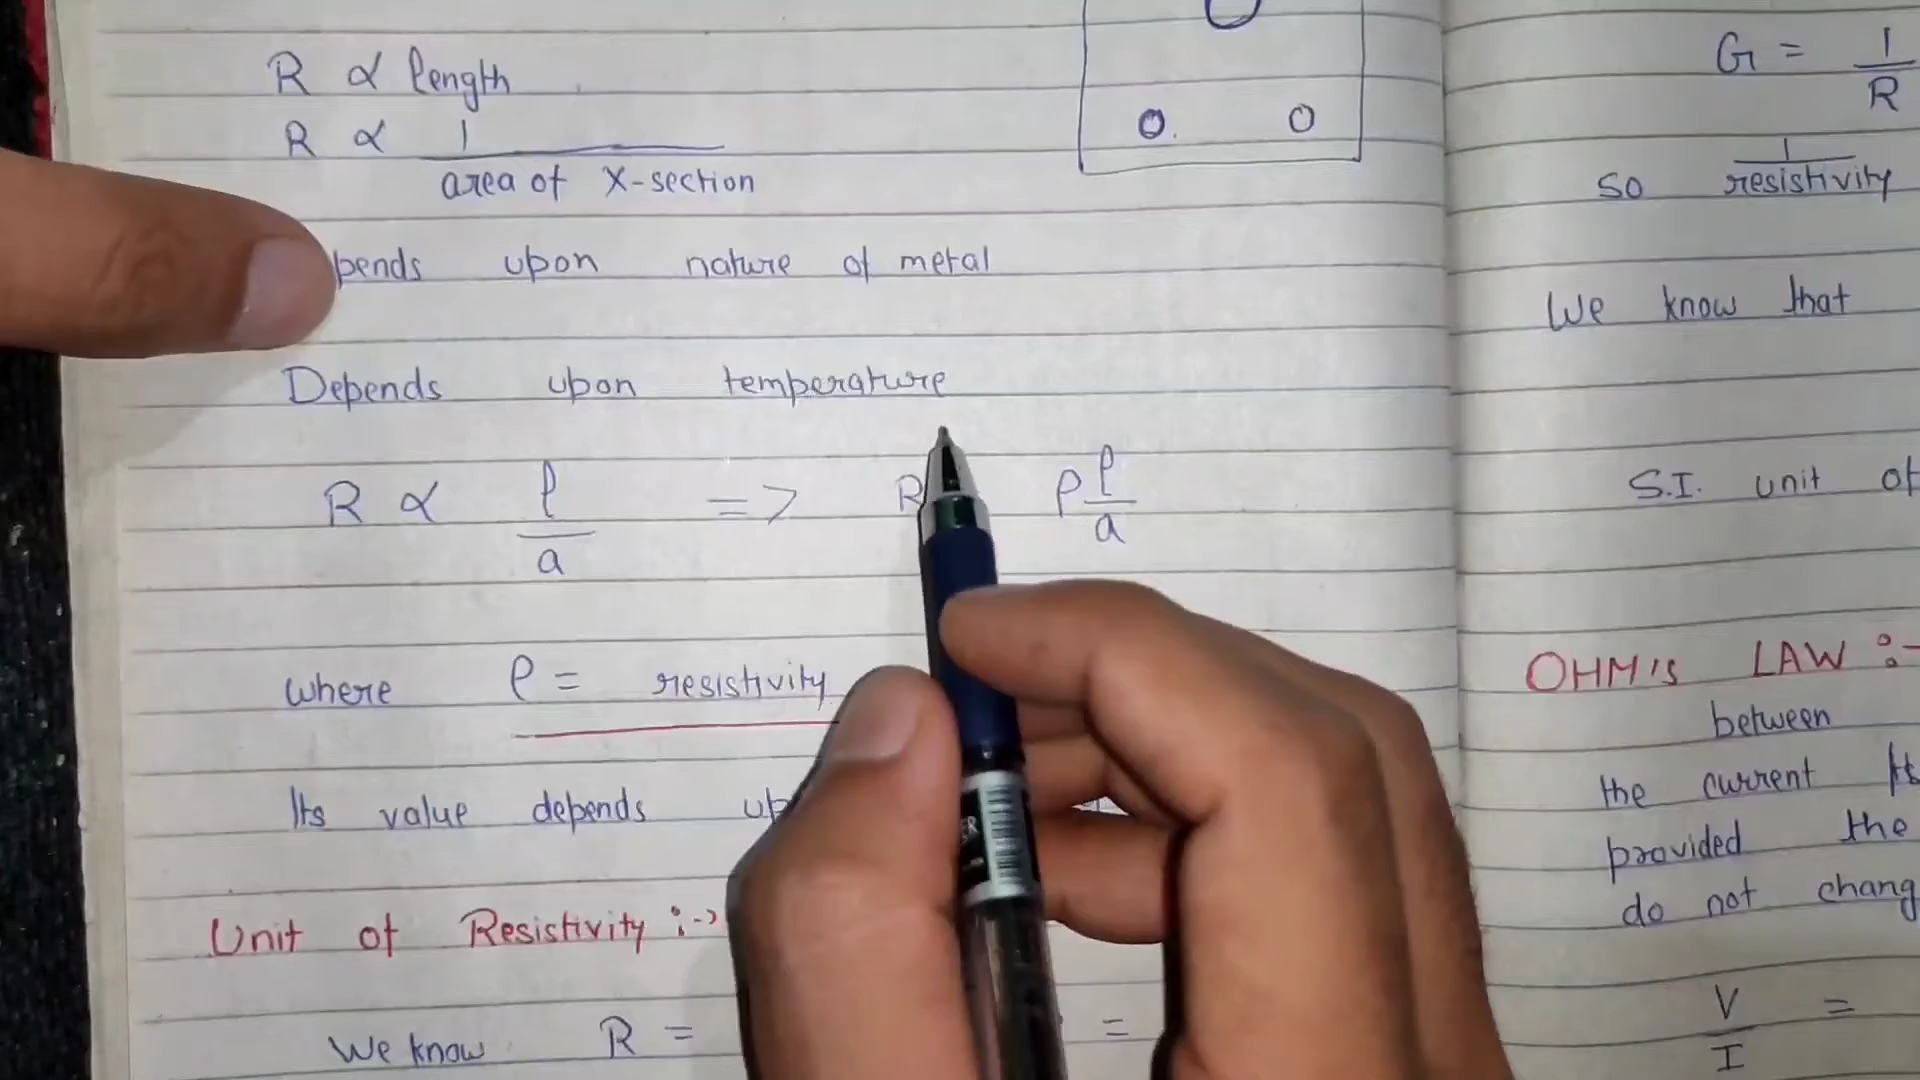 R ∝ length
R ∝ 1
area of X-section
pends upon nature of metal
Depends upon temperature
R ∝ l/a => R ρ l/a
where ρ = resistivity
Its value depends
Unit of Resistivity :->
We know R = =
G = 1/R
so 1/resistivity
We know that
S.I. unit of
OHM's LAW :-
between
the current
provided the
do not chang
V/I =